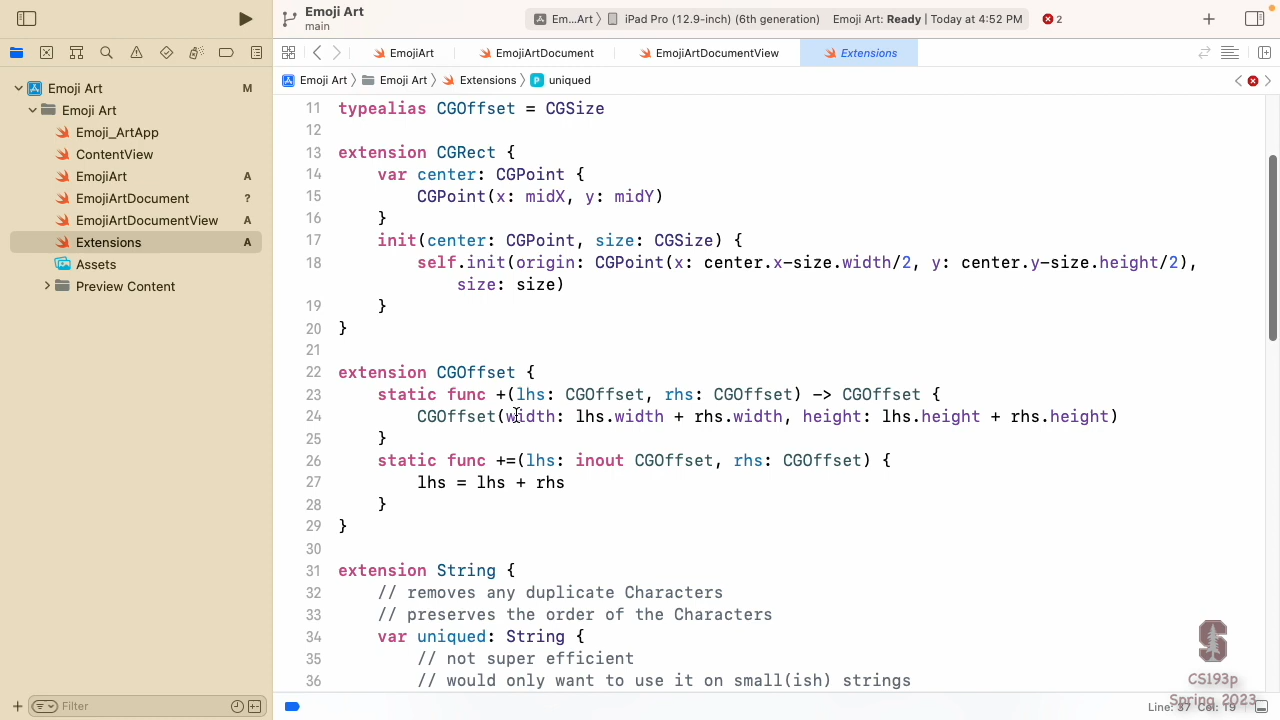 Emoji Art
main
Em...Art 〉 iPad Pro (12.9-inch) (6th generation)
Emoji Art: Ready | Today at 4:52 PM
2
EmojiArt
EmojiArtDocument
EmojiArtDocumentView
Extensions
Emoji Art 〉 Emoji Art 〉 Extensions 〉 P uniqued
Emoji Art M
Emoji Art
Emoji_ArtApp
ContentView
EmojiArt A
EmojiArtDocument ?
EmojiArtDocumentView A
Extensions A
Assets
Preview Content
Filter
11 typealias CGOffset = CGSize
12
13 extension CGRect {
14 var center: CGPoint {
15 CGPoint(x: midX, y: midY)
16 }
17 init(center: CGPoint, size: CGSize) {
18 self.init(origin: CGPoint(x: center.x-size.width/2, y: center.y-size.height/2),
size: size)
19 }
20 }
21
22 extension CGOffset {
23 static func +(lhs: CGOffset, rhs: CGOffset) -> CGOffset {
24 CGOffset(width: lhs.width + rhs.width, height: lhs.height + rhs.height)
25 }
26 static func +=(lhs: inout CGOffset, rhs: CGOffset) {
27 lhs = lhs + rhs
28 }
29 }
30
31 extension String {
32 // removes any duplicate Characters
33 // preserves the order of the Characters
34 var uniqued: String {
35 // not super efficient
36 // would only want to use it on small(ish) strings
S
CS193p
Spring 2023
Line: 37 Col: 19